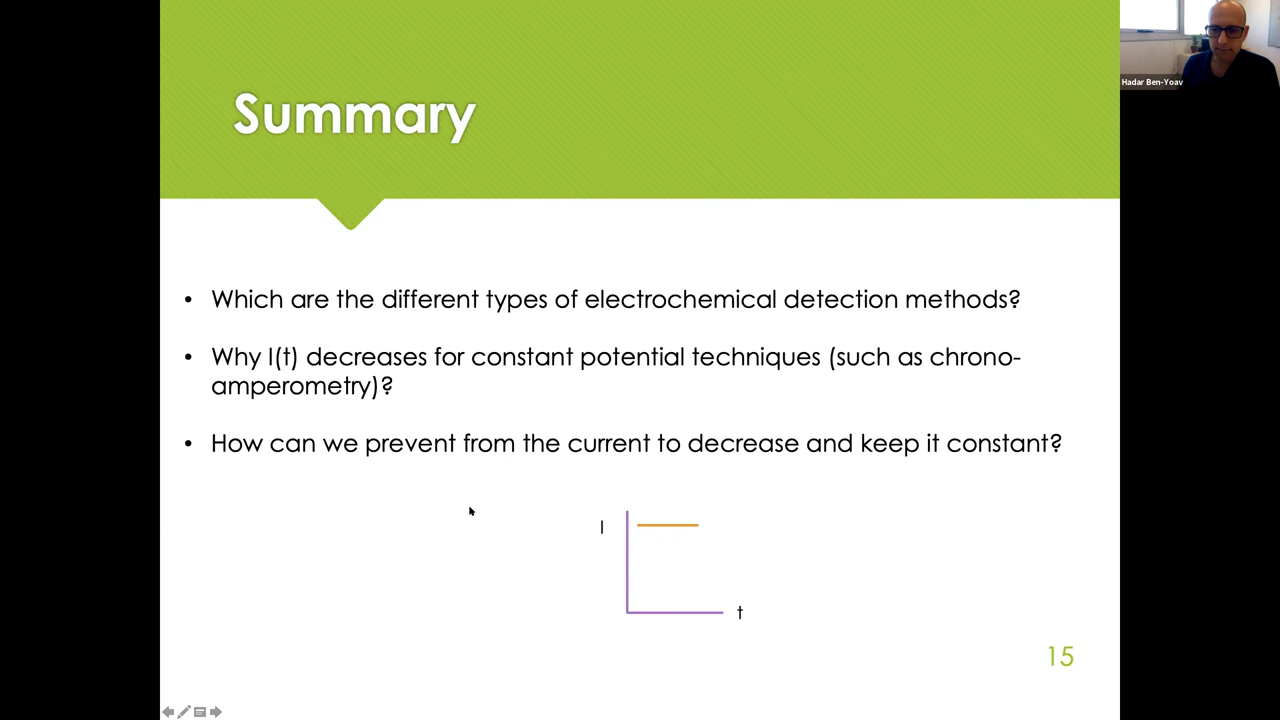 Hadar Ben-Yoav
Summary
• Which are the different types of electrochemical detection methods?
• Why I(t) decreases for constant potential techniques (such as chrono-
amperometry)?
• How can we prevent from the current to decrease and keep it constant?
I
t
15